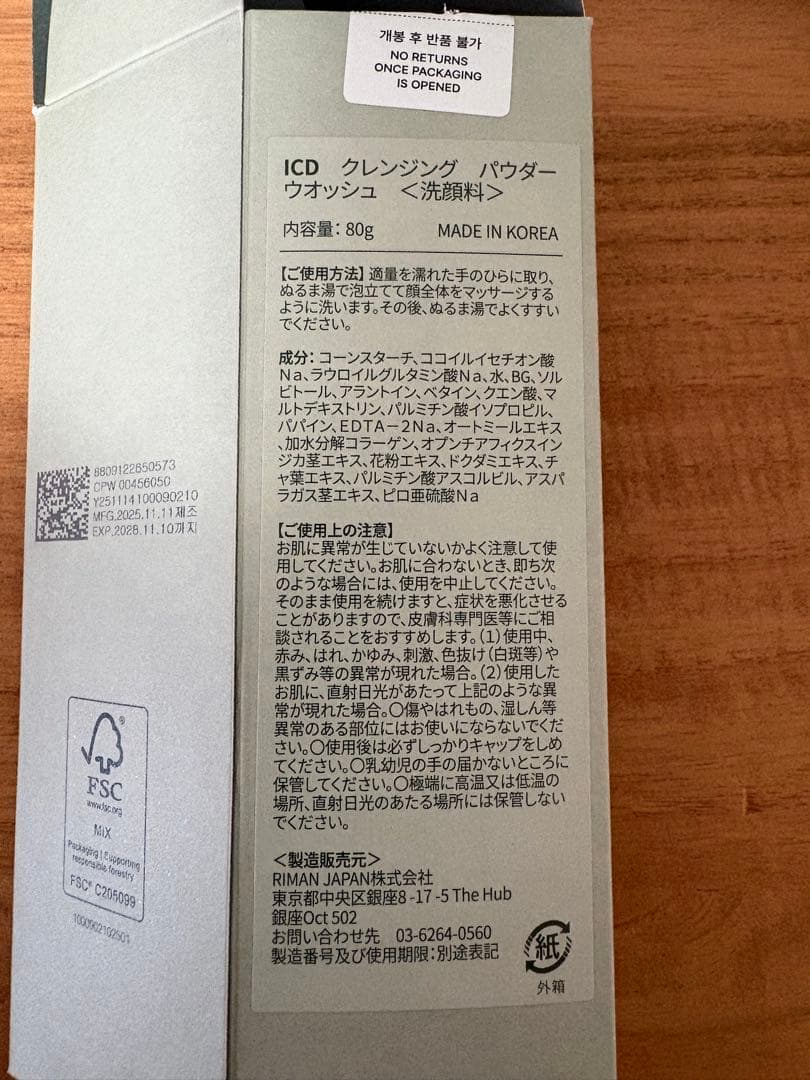 개봉 후 반품 불가
NO RETURNS
ONCE PACKAGING
IS OPENED
ICD クレンジング パウダー
ウオッシュ ＜洗顔料＞
内容量：80g MADE IN KOREA
【ご使用方法】適量を濡れた手のひらに取り、
ぬるま湯で泡立てて顔全体をマッサージする
ように洗います。その後、ぬるま湯でよくすすい
でください。
成分：コーンスターチ、ココイルイセチオン酸
Ｎａ、ラウロイルグルタミン酸Ｎａ、水、BG、ソル
ビトール、アラントイン、ベタイン、クエン酸、マ
ルトデキストリン、パルミチン酸イソプロピル、
パパイン、EDTA－２Ｎａ、オートミールエキス
、加水分解コラーゲン、オプンチアフィクスイン
ジカ茎エキス、花粉エキス、ドクダミエキス、チ
ャ葉エキス、パルミチン酸アスコルビル、アスパ
ラガス茎エキス、ピロ亜硫酸Ｎａ
【ご使用上の注意】
お肌に異常が生じていないかよく注意して使
用してください。お肌に合わないとき、即ち次
のような場合には、使用を中止してください。
そのまま使用を続けますと、症状を悪化させる
ことがありますので、皮膚科専門医等にご相
談されることをおすすめします。（１）使用中、
赤み、はれ、かゆみ、刺激、色抜け（白斑等）や
黒ずみ等の異常が現れた場合。（２）使用した
お肌に、直射日光があたって上記のような異
常が現れた場合。〇傷やはれもの、湿しん等
異常のある部位にはお使いにならないでくだ
さい。〇使用後は必ずしっかりキャップをしめ
てください。〇乳幼児の手の届かないところに
保管してください。〇極端に高温又は低温の
場所、直射日光のあたる場所には保管しない
でください。
＜製造販売元＞
RIMAN JAPAN株式会社
東京都中央区銀座8 -17 -5 The Hub
銀座Oct 502
お問い合わせ先 03-6264-0560
製造番号及び使用期限：別途表記
紙
外箱
8809122650573
CPW 00456050
Y251114100090210
MFG.2025.11.11제조
EXP.2028.11.10까지
FSC
www.fsc.org
MIX
Packaging | Supporting
responsible forestry
FSC® C205099
1000902102501